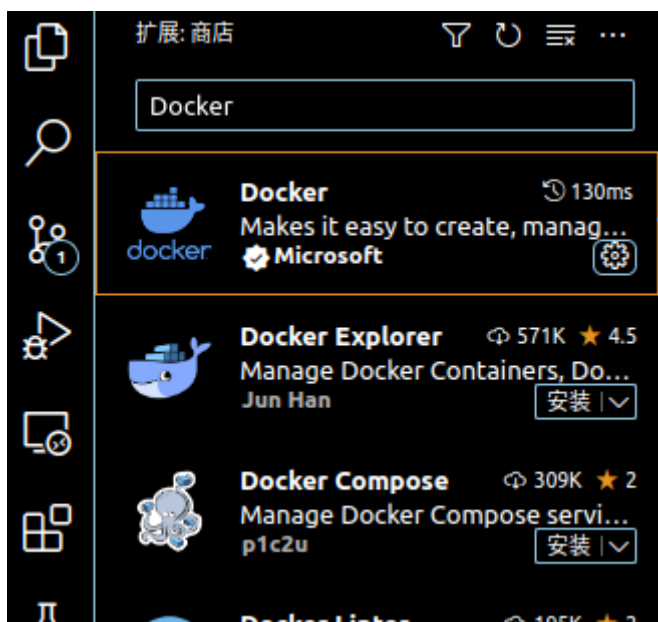 扩展: 商店
Docker
Docker 130ms
Makes it easy to create, manag...
docker
Microsoft
1
Docker Explorer 571K ★ 4.5
Manage Docker Containers, Do...
Jun Han 安装
Docker Compose 309K ★ 2
Manage Docker Compose servi...
p1c2u 安装